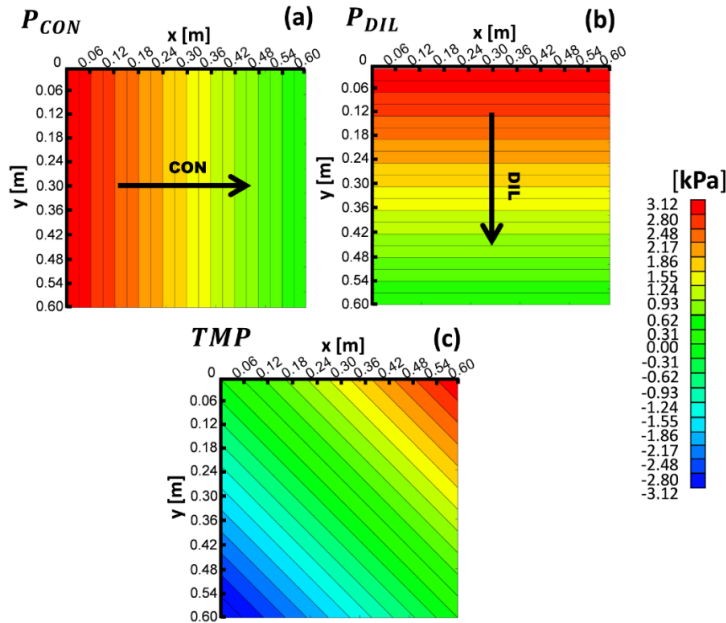 P_CON
(a)
x [m]
0 0.06 0.12 0.18 0.24 0.30 0.36 0.42 0.48 0.54 0.60
0.06
0.12
0.18
0.24
0.30
0.36
0.42
0.48
0.54
0.60
y [m]
CON
P_DIL
(b)
x [m]
0 0.06 0.12 0.18 0.24 0.30 0.36 0.42 0.48 0.54 0.60
0.06
0.12
0.18
0.24
0.30
0.36
0.42
0.48
0.54
0.60
y [m]
DIL
[kPa]
3.12
2.80
2.48
2.17
1.86
1.55
1.24
0.93
0.62
0.31
0.00
-0.31
-0.62
-0.93
-1.24
-1.55
-1.86
-2.17
-2.48
-2.80
-3.12
TMP
(c)
x [m]
0 0.06 0.12 0.18 0.24 0.30 0.36 0.42 0.48 0.54 0.60
0.06
0.12
0.18
0.24
0.30
0.36
0.42
0.48
0.54
0.60
y [m]